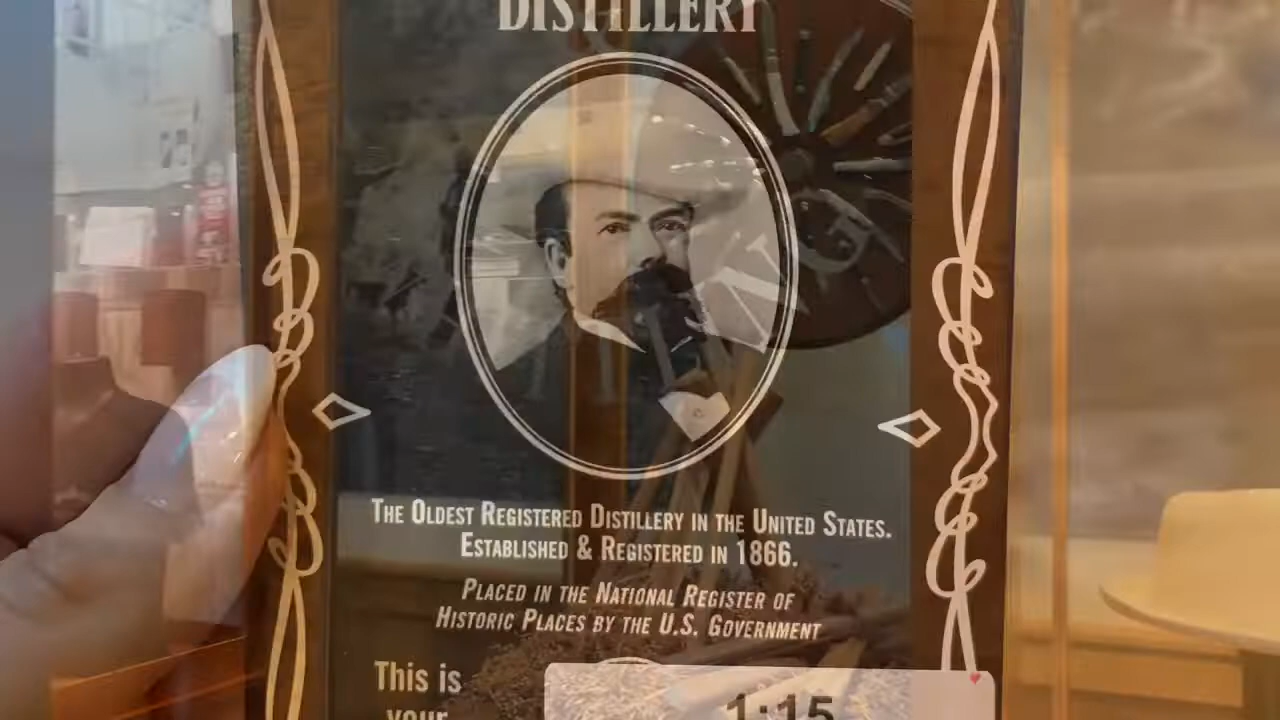 DISTILLERY
THE OLDEST REGISTERED DISTILLERY IN THE UNITED STATES.
ESTABLISHED & REGISTERED IN 1866.
PLACED IN THE NATIONAL REGISTER OF
HISTORIC PLACES BY THE U.S. GOVERNMENT
This is
your
1:15